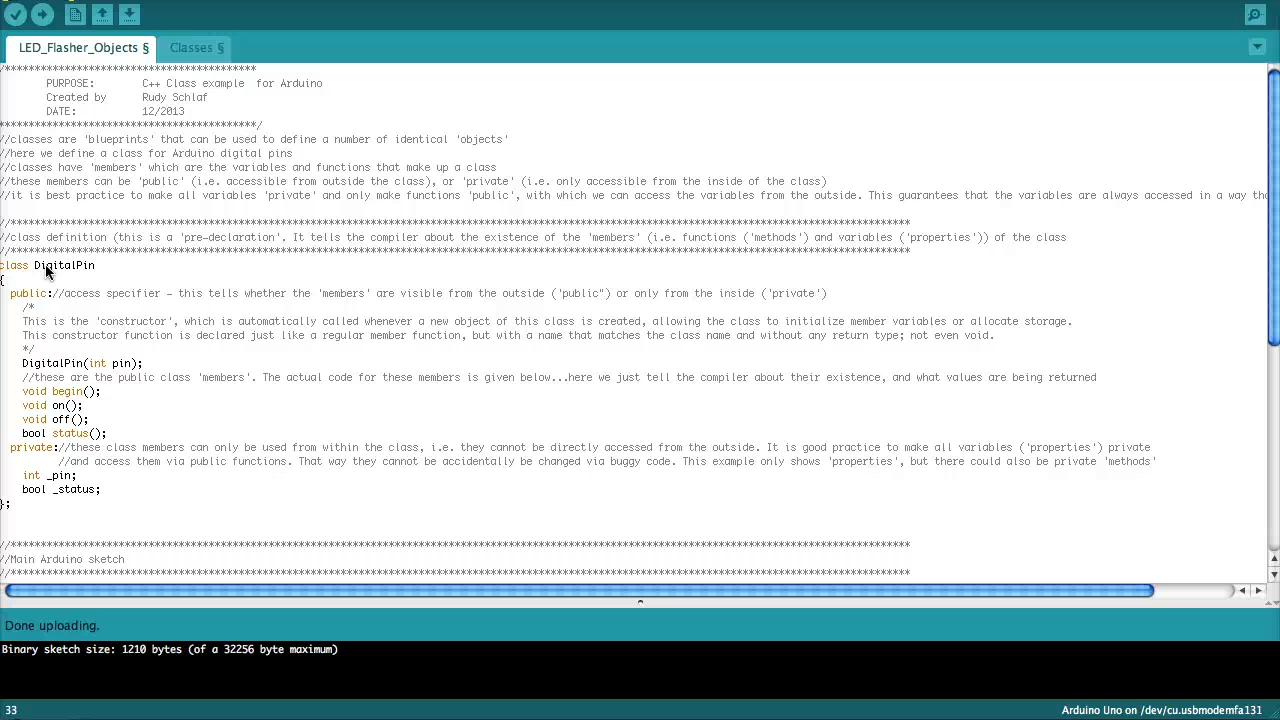 LED_Flasher_Objects §
Classes §
/******************************************
PURPOSE: C++ Class example for Arduino
Created by Rudy Schlaf
DATE: 12/2013
*******************************************/
//classes are 'blueprints' that can be used to define a number of identical 'objects'
//here we define a class for Arduino digital pins
//classes have 'members' which are the variables and functions that make up a class
//these members can be 'public' (i.e. accessible from outside the class), or 'private' (i.e. only accessible from the inside of the class)
//it is best practice to make all variables 'private' and only make functions 'public', with which we can access the variables from the outside. This guarantees that the variables are always accessed in a way
//******************************************************************************************************************************************************
//class definition (this is a 'pre-declaration'. It tells the compiler about the existence of the 'members' (i.e. functions ('methods') and variables ('properties')) of the class
//******************************************************************************************************************************************************
class DigitalPin
{
public://access specifier – this tells whether the 'members' are visible from the outside ('public") or only from the inside ('private')
/*
This is the 'constructor', which is automatically called whenever a new object of this class is created, allowing the class to initialize member variables or allocate storage.
This constructor function is declared just like a regular member function, but with a name that matches the class name and without any return type; not even void.
*/
DigitalPin(int pin);
//these are the public class 'members'. The actual code for these members is given below...here we just tell the compiler about their existence, and what values are being returned
void begin();
void on();
void off();
bool status();
private://these class members can only be used from within the class, i.e. they cannot be directly accessed from the outside. It is good practice to make all variables ('properties') private
//and access them via public functions. That way they cannot be accidentally be changed via buggy code. This example only shows 'properties', but there could also be private 'methods'
int _pin;
bool _status;
};
//******************************************************************************************************************************************************
//Main Arduino sketch
//******************************************************************************************************************************************************
Done uploading.
Binary sketch size: 1210 bytes (of a 32256 byte maximum)
33
Arduino Uno on /dev/cu.usbmodemfa131